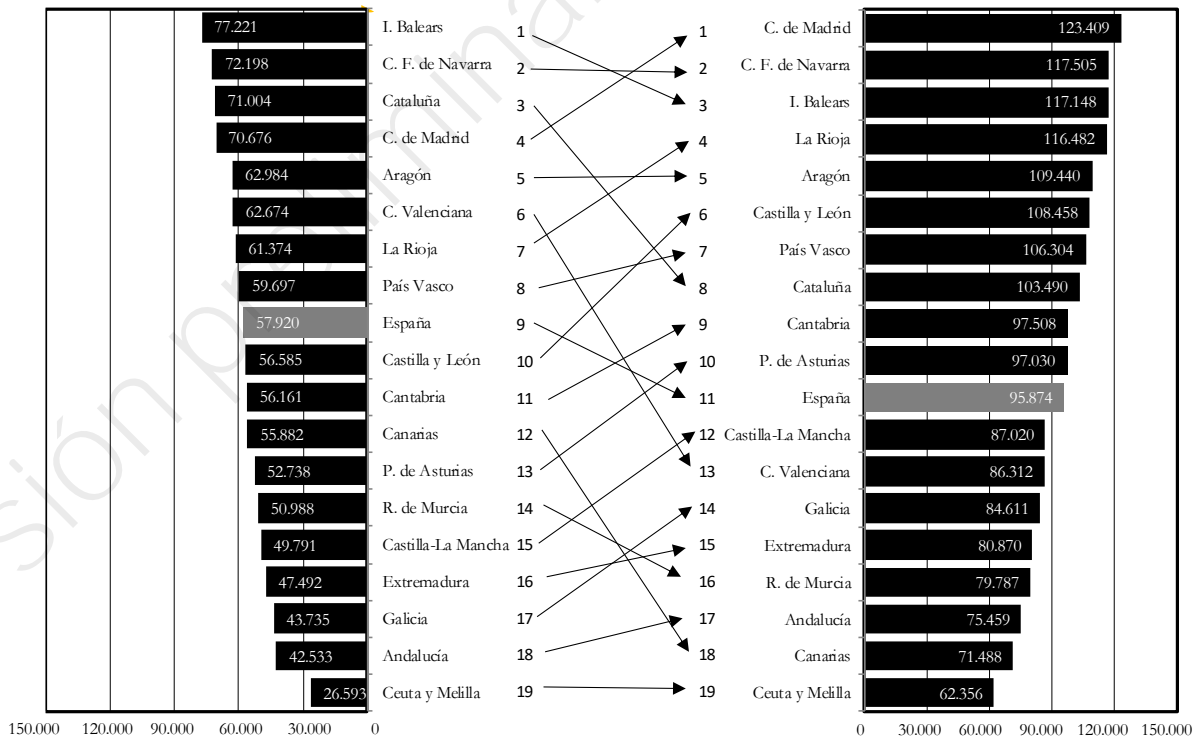 77.221 I. Balears 1 1 C. de Madrid 123.409
72.198 C. F. de Navarra 2 2 C. F. de Navarra 117.505
71.004 Cataluña 3 3 I. Balears 117.148
70.676 C. de Madrid 4 4 La Rioja 116.482
62.984 Aragón 5 5 Aragón 109.440
62.674 C. Valenciana 6 6 Castilla y León 108.458
61.374 La Rioja 7 7 País Vasco 106.304
59.697 País Vasco 8 8 Cataluña 103.490
57.920 España 9 9 Cantabria 97.508
56.585 Castilla y León 10 10 P. de Asturias 97.030
56.161 Cantabria 11 11 España 95.874
55.882 Canarias 12 12 Castilla-La Mancha 87.020
52.738 P. de Asturias 13 13 C. Valenciana 86.312
50.988 R. de Murcia 14 14 Galicia 84.611
49.791 Castilla-La Mancha 15 15 Extremadura 80.870
47.492 Extremadura 16 16 R. de Murcia 79.787
43.735 Galicia 17 17 Andalucía 75.459
42.533 Andalucía 18 18 Canarias 71.488
26.593 Ceuta y Melilla 19 19 Ceuta y Melilla 62.356
150.000 120.000 90.000 60.000 30.000 0 0 30.000 60.000 90.000 120.000 150.000
sión preliminar